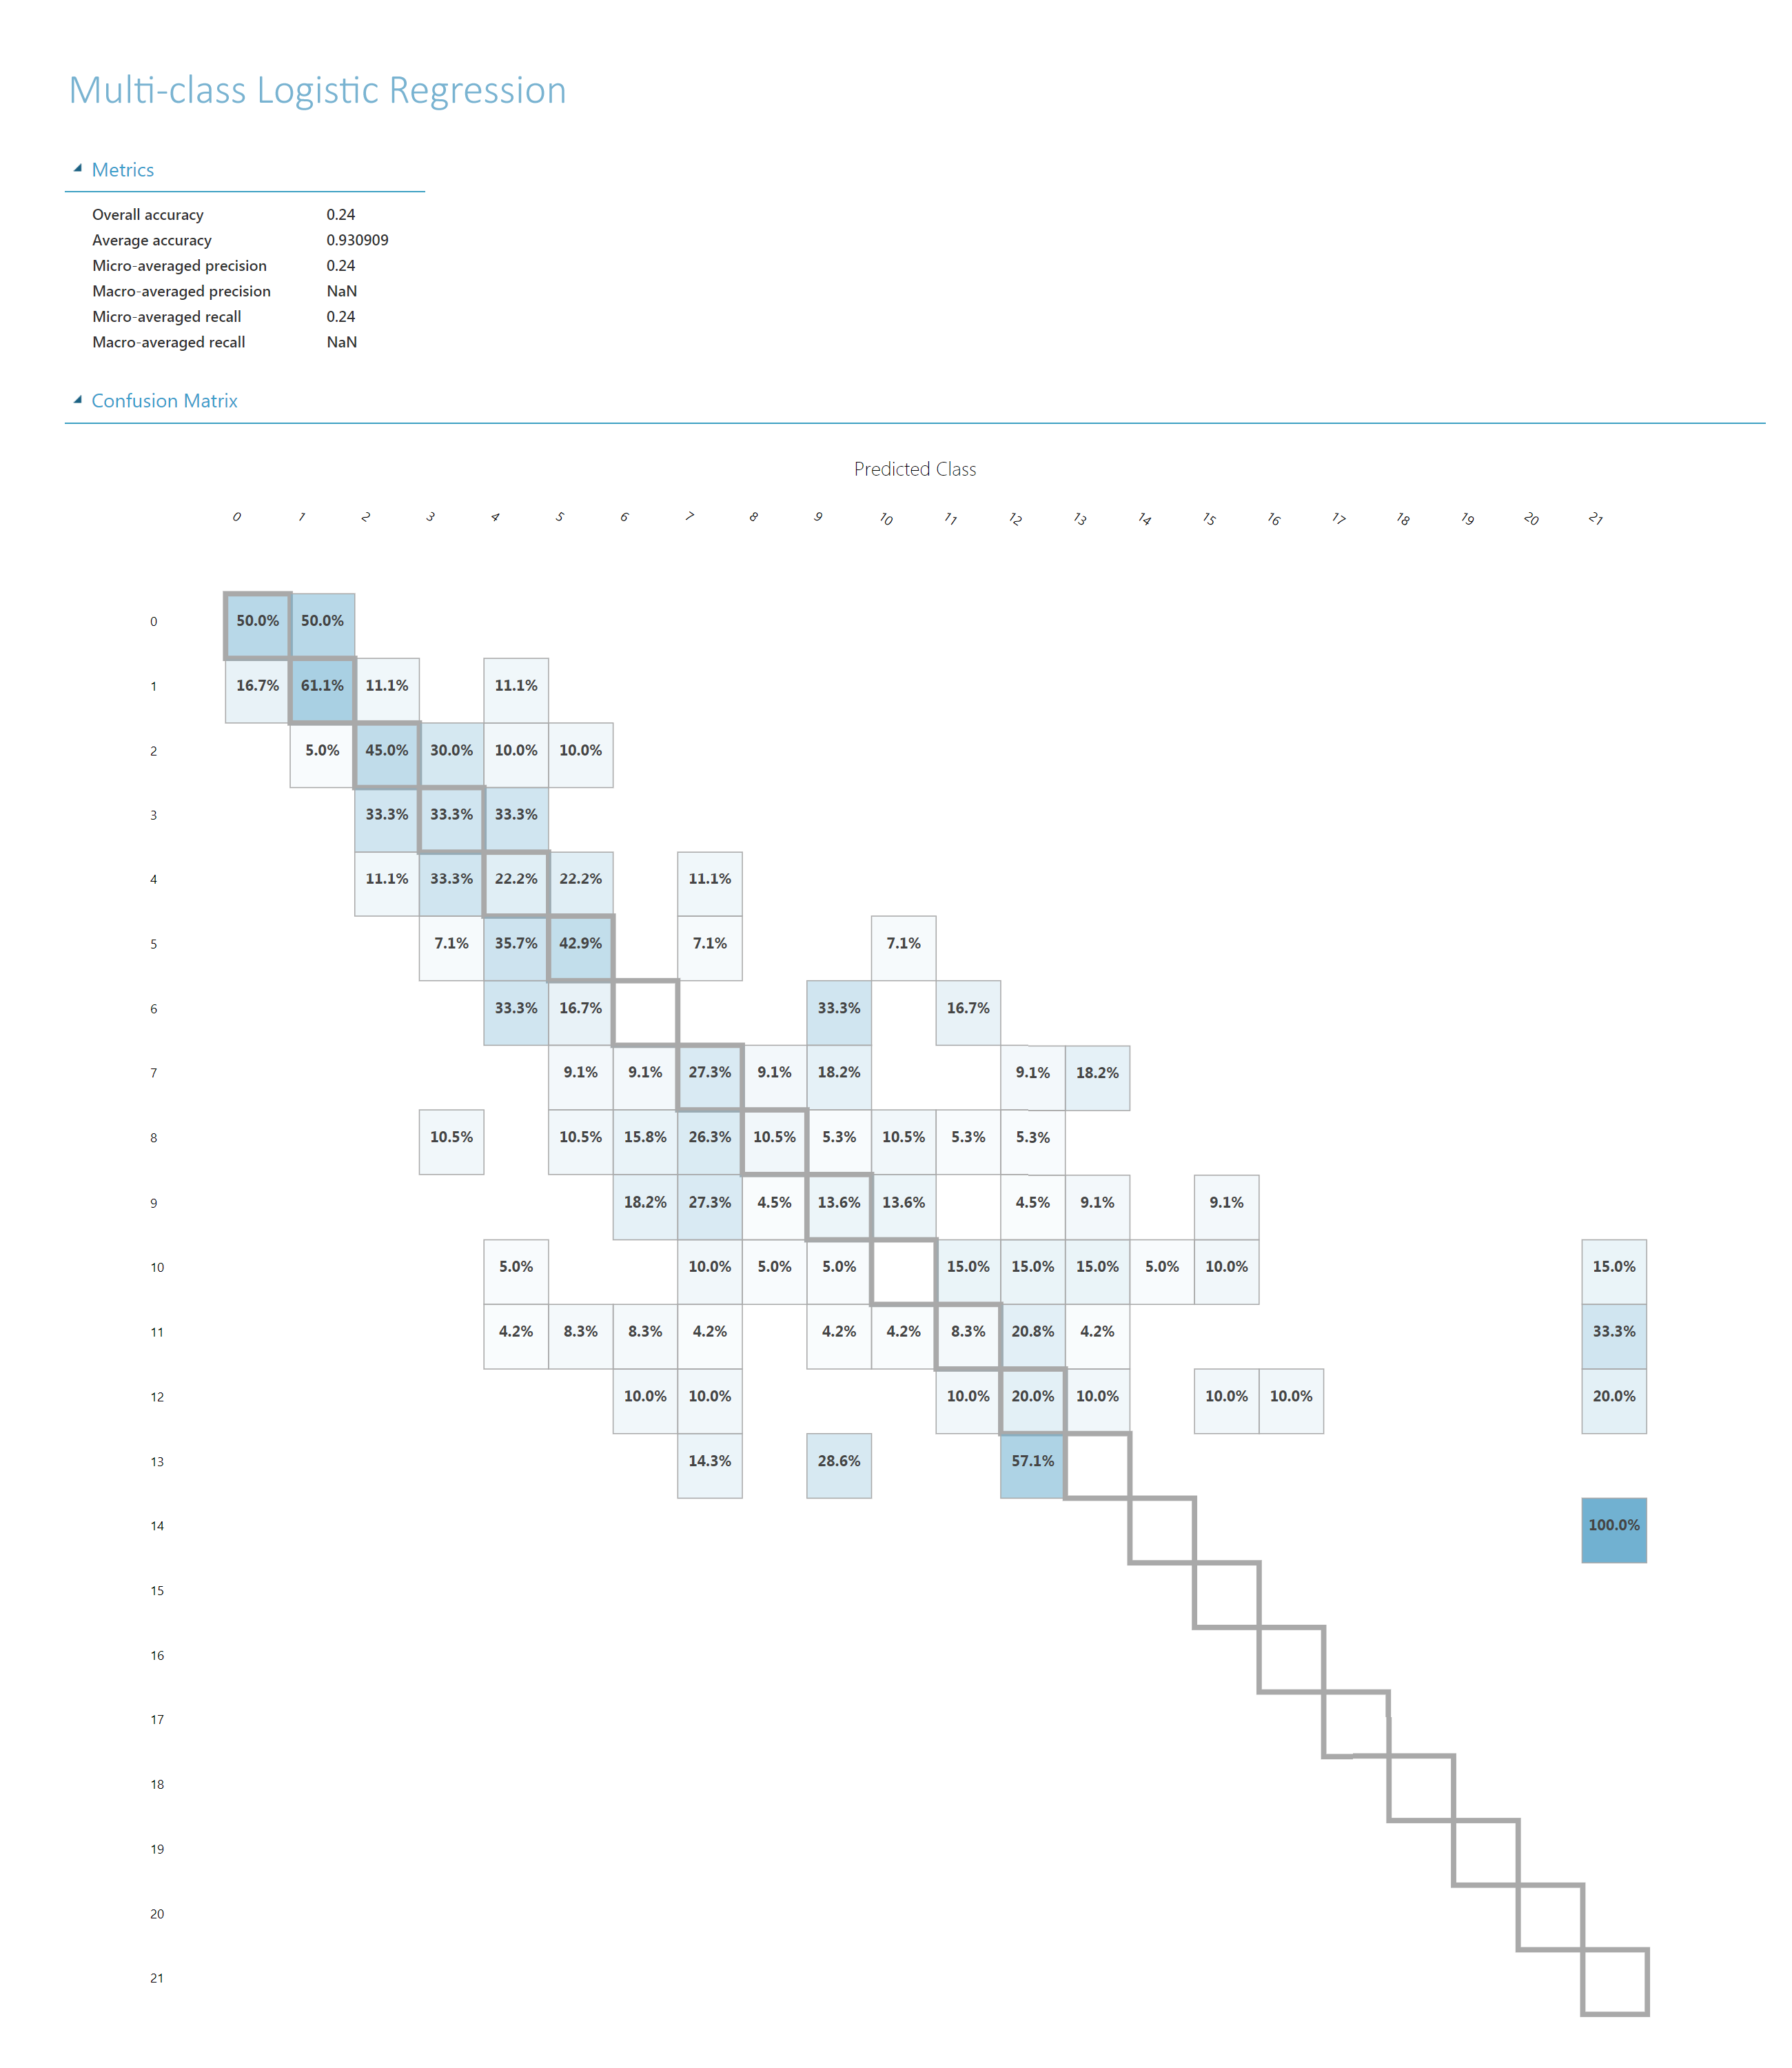 Multi-class Logistic Regression
Metrics
Overall accuracy 0.24
Average accuracy 0.930909
Micro-averaged precision 0.24
Macro-averaged precision NaN
Micro-averaged recall 0.24
Macro-averaged recall NaN
Confusion Matrix
Predicted Class
0 1 2 3 4 5 6 7 8 9 10 11 12 13 14 15 16 17 18 19 20 21
0 50.0% 50.0%
1 16.7% 61.1% 11.1% 11.1%
2 5.0% 45.0% 30.0% 10.0% 10.0%
3 33.3% 33.3% 33.3%
4 11.1% 33.3% 22.2% 22.2% 11.1%
5 7.1% 35.7% 42.9% 7.1% 7.1%
6 33.3% 16.7% 33.3% 16.7%
7 9.1% 9.1% 27.3% 9.1% 18.2% 9.1% 18.2%
8 10.5% 10.5% 15.8% 26.3% 10.5% 5.3% 10.5% 5.3% 5.3%
9 18.2% 27.3% 4.5% 13.6% 13.6% 4.5% 9.1% 9.1%
10 5.0% 10.0% 5.0% 5.0% 15.0% 15.0% 15.0% 5.0% 10.0% 15.0%
11 4.2% 8.3% 8.3% 4.2% 4.2% 4.2% 8.3% 20.8% 4.2% 33.3%
12 10.0% 10.0% 10.0% 20.0% 10.0% 10.0% 10.0% 20.0%
13 14.3% 28.6% 57.1%
14 100.0%
15
16
17
18
19
20
21